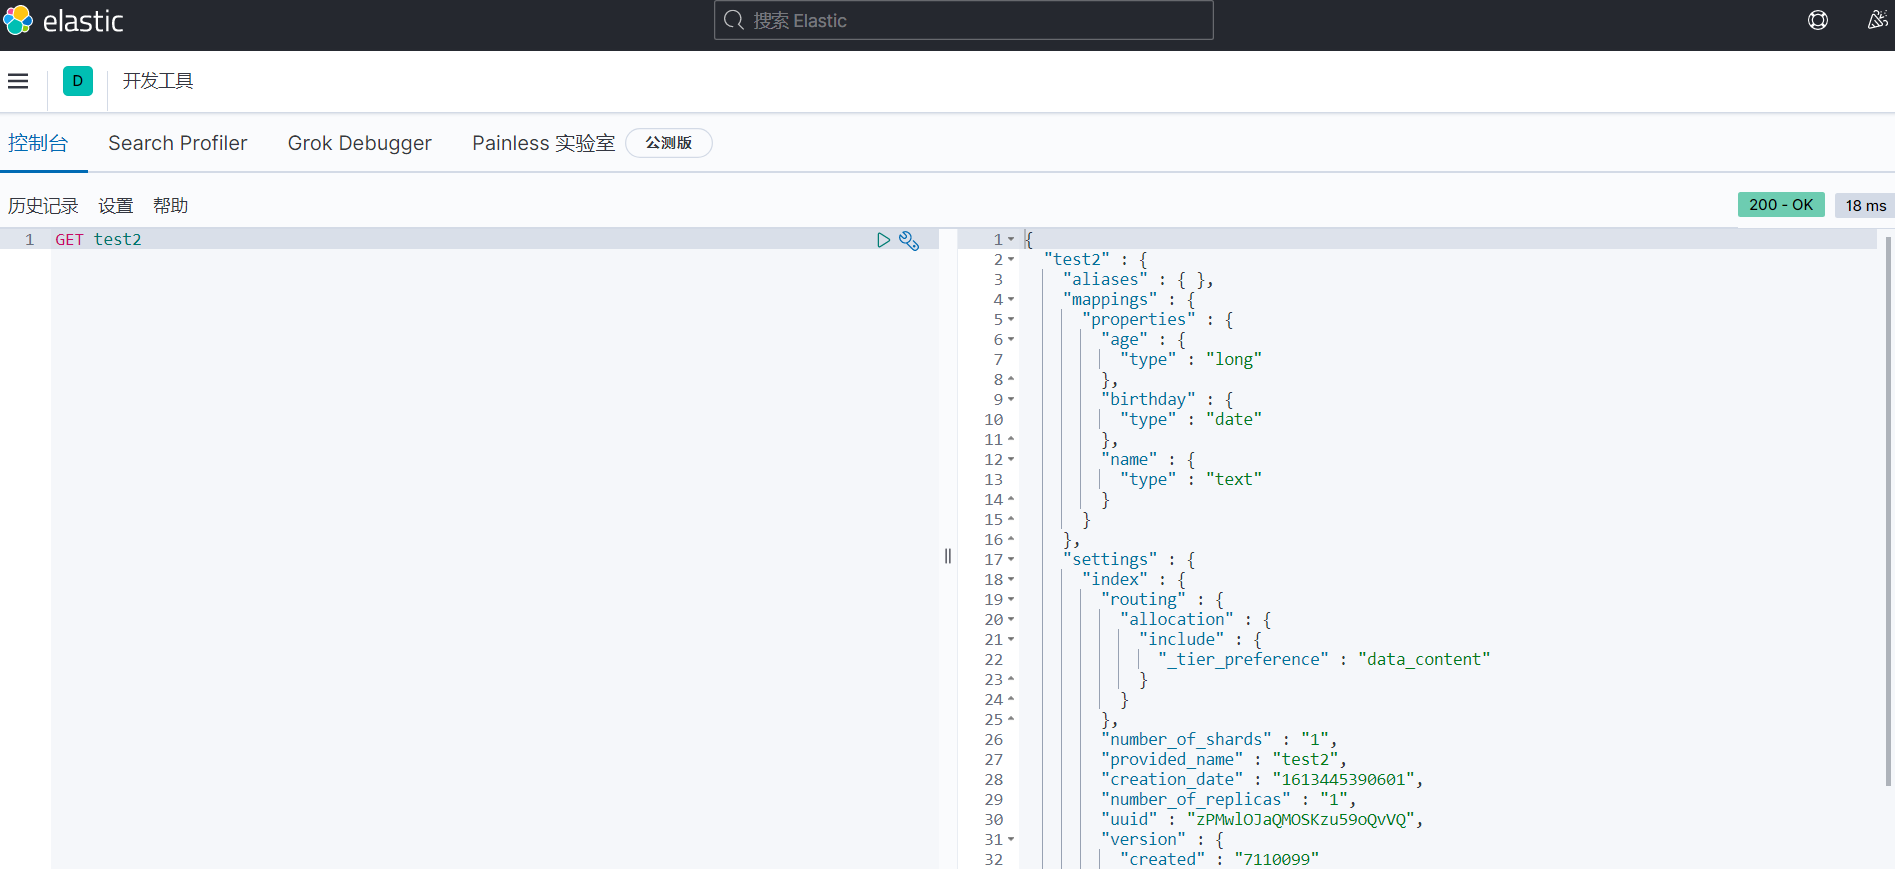 elastic
搜索 Elastic
D
开发工具
控制台 Search Profiler Grok Debugger Painless 实验室 公测版
历史记录 设置 帮助
200 - OK 18 ms
1 GET test2
1 {
2 "test2" : {
3 "aliases" : { },
4 "mappings" : {
5 "properties" : {
6 "age" : {
7 "type" : "long"
8 },
9 "birthday" : {
10 "type" : "date"
11 },
12 "name" : {
13 "type" : "text"
14 }
15 }
16 },
17 "settings" : {
18 "index" : {
19 "routing" : {
20 "allocation" : {
21 "include" : {
22 "_tier_preference" : "data_content"
23 }
24 }
25 },
26 "number_of_shards" : "1",
27 "provided_name" : "test2",
28 "creation_date" : "1613445390601",
29 "number_of_replicas" : "1",
30 "uuid" : "zPMwlOJaQMOSKzu59oQvVQ",
31 "version" : {
32 "created" : "7110099"